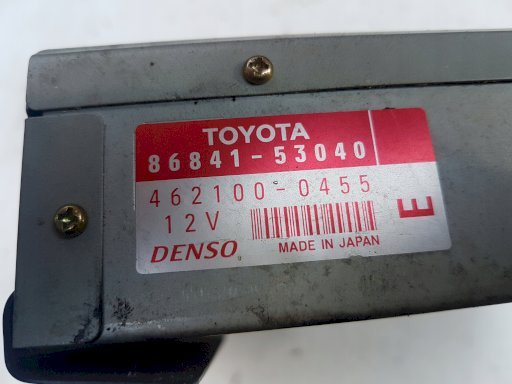 TOYOTA
86841-53040
462100-0455
12V
DENSO
MADE IN JAPAN
E